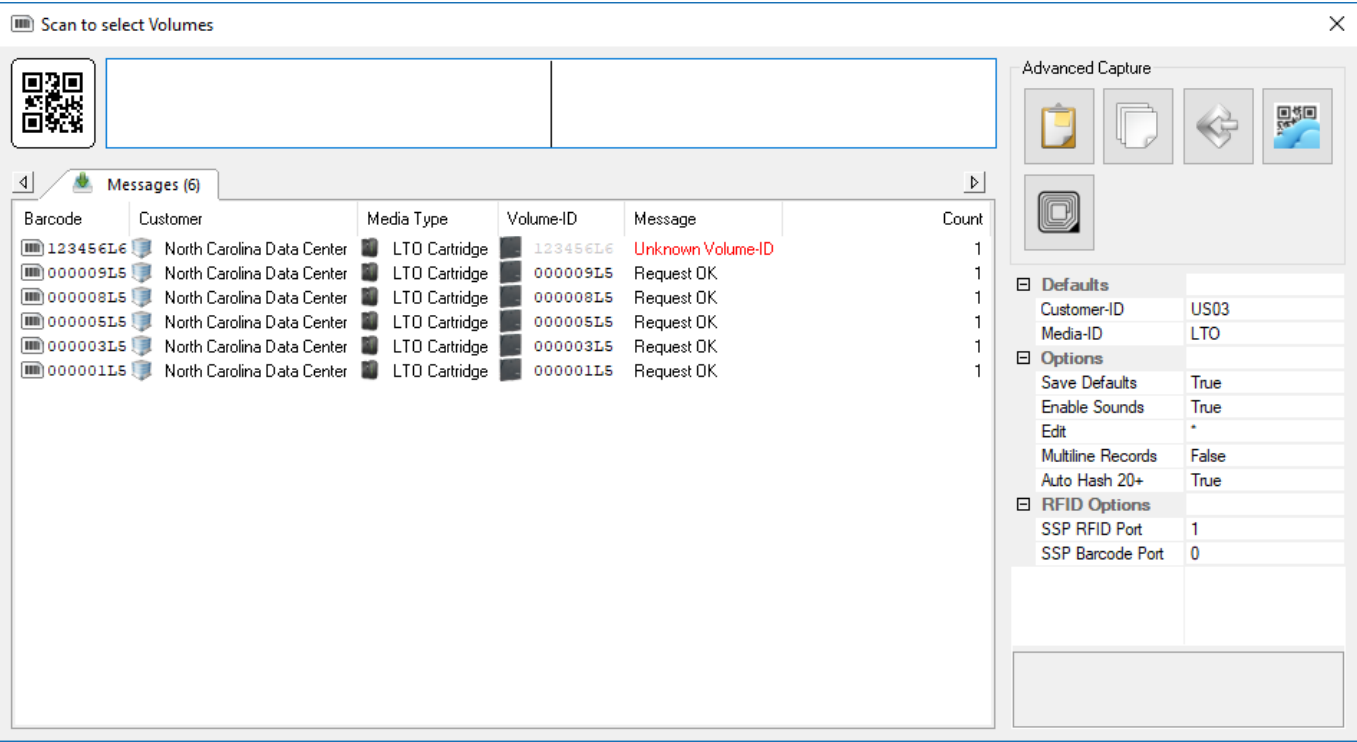 Scan to select Volumes
Advanced Capture
Messages (6)
Barcode Customer Media Type Volume-ID Message Count
123456L6 North Carolina Data Center LTO Cartridge 123456L6 Unknown Volume-ID 1
000009L5 North Carolina Data Center LTO Cartridge 000009L5 Request OK 1
000008L5 North Carolina Data Center LTO Cartridge 000008L5 Request OK 1
000005L5 North Carolina Data Center LTO Cartridge 000005L5 Request OK 1
000003L5 North Carolina Data Center LTO Cartridge 000003L5 Request OK 1
000001L5 North Carolina Data Center LTO Cartridge 000001L5 Request OK 1
Defaults
Customer-ID US03
Media-ID LTO
Options
Save Defaults True
Enable Sounds True
Edit *
Multiline Records False
Auto Hash 20+ True
RFID Options
SSP RFID Port 1
SSP Barcode Port 0